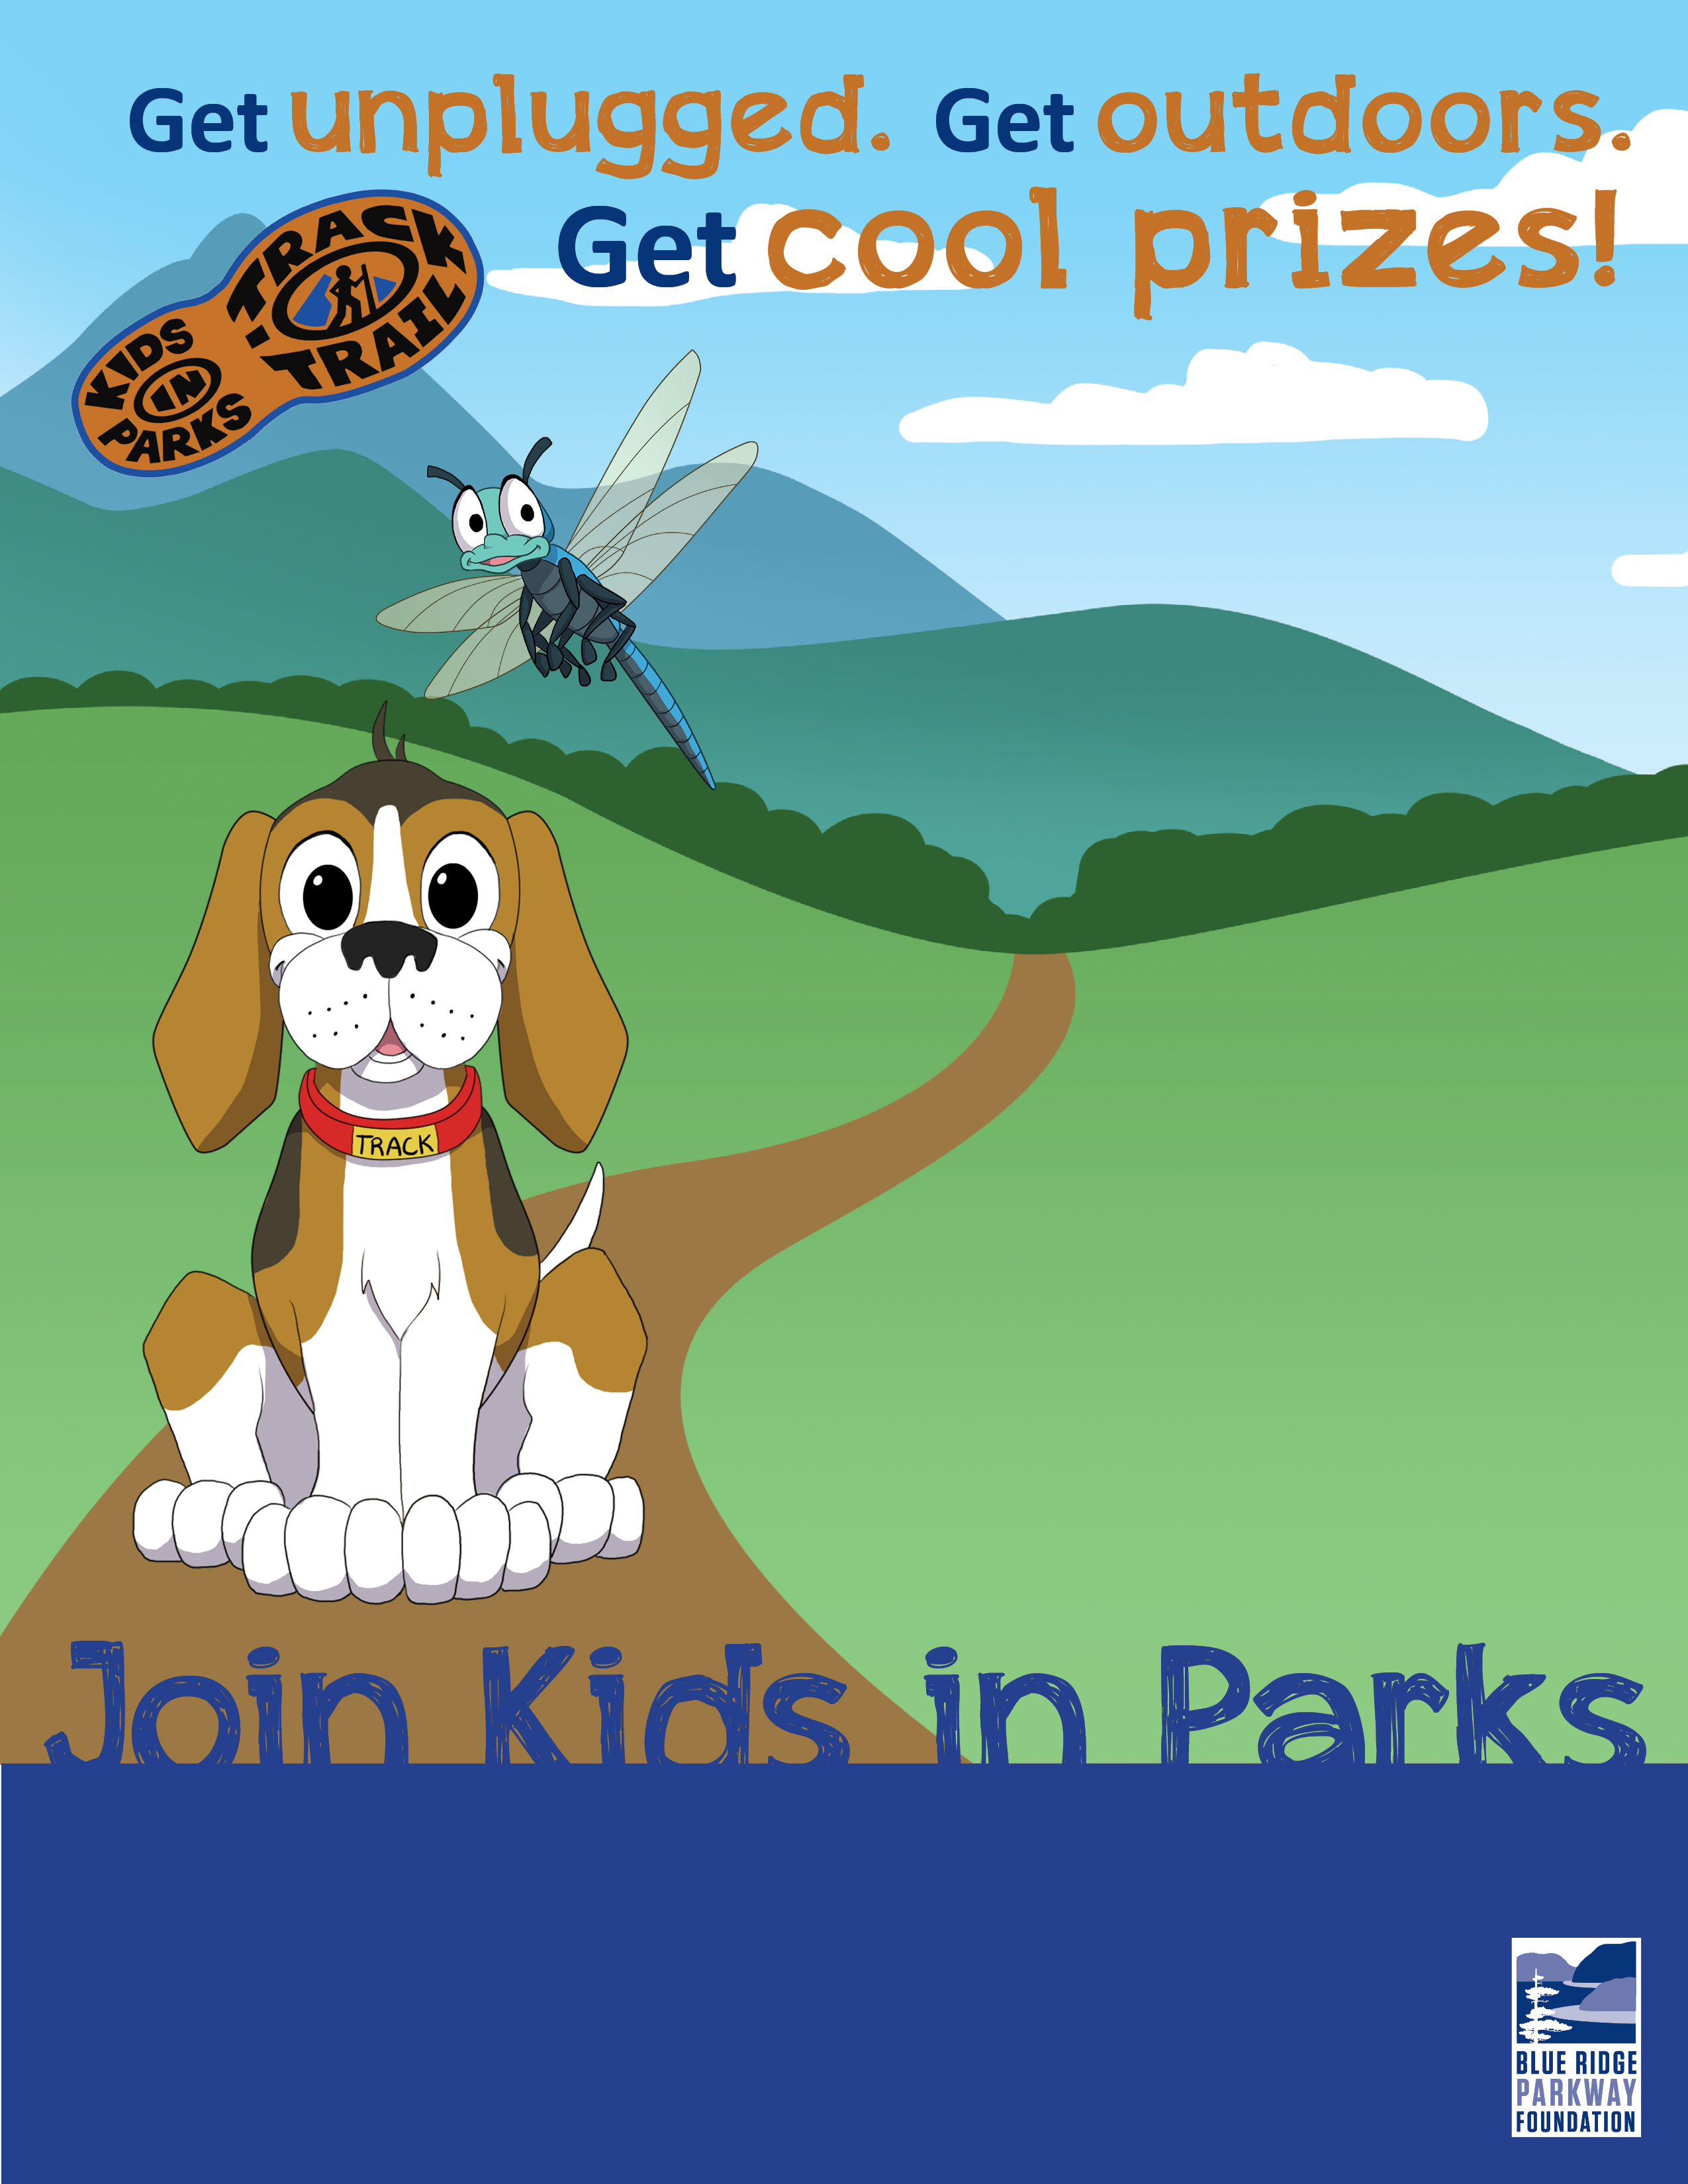 Get unplugged. Get outdoors.
Get cool prizes!
KIDS
IN
PARKS
TRACK
TRAIL
TRACK
Join Kids in Parks
BLUE RIDGE
PARKWAY
FOUNDATION